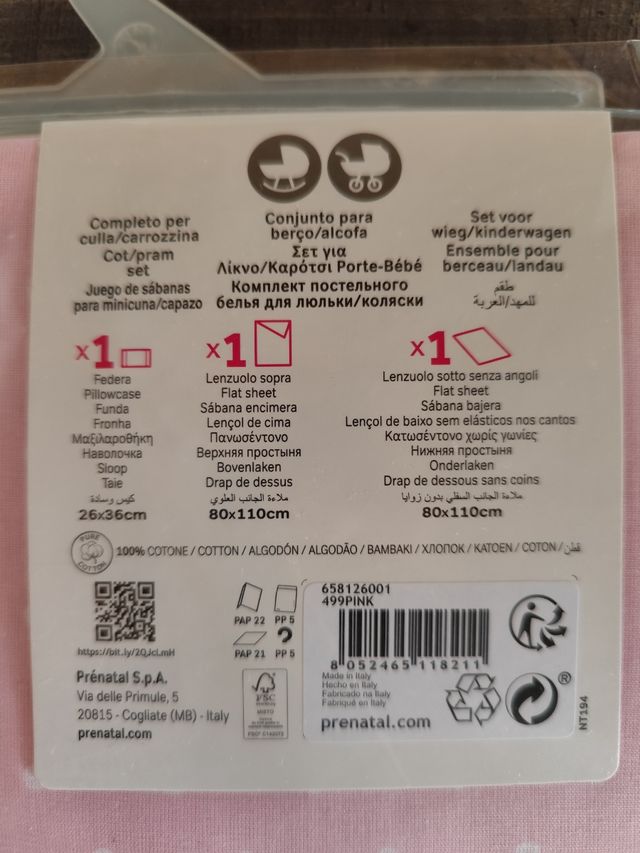 Completo per
culla/carrozzina
Cot/pram
set
Juego de sábanas
para minicuna/capazo
Conjunto para
berço/alcofa
Σετ για
Λίκνο/Καρότσι Porte-Bébé
Комплект постельного
белья для люльки/коляски
Set voor
wieg/kinderwagen
Ensemble pour
berceau/landau
طقم
للمهد/العربة
x1
Federa
Pillowcase
Funda
Fronha
Μαξιλαροθήκη
Наволочка
Sloop
Taie
كيس وسادة
26x36cm
x1
Lenzuolo sopra
Flat sheet
Sábana encimera
Lençol de cima
Πανωσέντονο
Верхняя простыня
Bovenlaken
Drap de dessus
ملاءة الجانب العلوي
80x110cm
x1
Lenzuolo sotto senza angoli
Flat sheet
Sábana bajera
Lençol de baixo sem elásticos nos cantos
Κατωσέντονο χωρίς γωνίες
Нижняя простыня
Onderlaken
Drap de dessous sans coins
ملاءة الجانب السفلي بدون زوايا
80x110cm
PURE
COTTON
100% COTONE / COTTON / ALGODÓN / ALGODÃO / BAMBAKI / ХЛОПОК / KATOEN / COTON / قطن
https://bit.ly/2QJcLmH
Prénatal S.p.A.
Via delle Primule, 5
20815 - Cogliate (MB) - Italy
prenatal.com
PAP 22 PP 5
PAP 21 PP 5
FSC
MISTO
658126001
499PINK
8 052465 118211
Made in Italy
Hecho en Italy
Fabricado na Italy
Fabriqué en Italy
prenatal.com
®
NT194